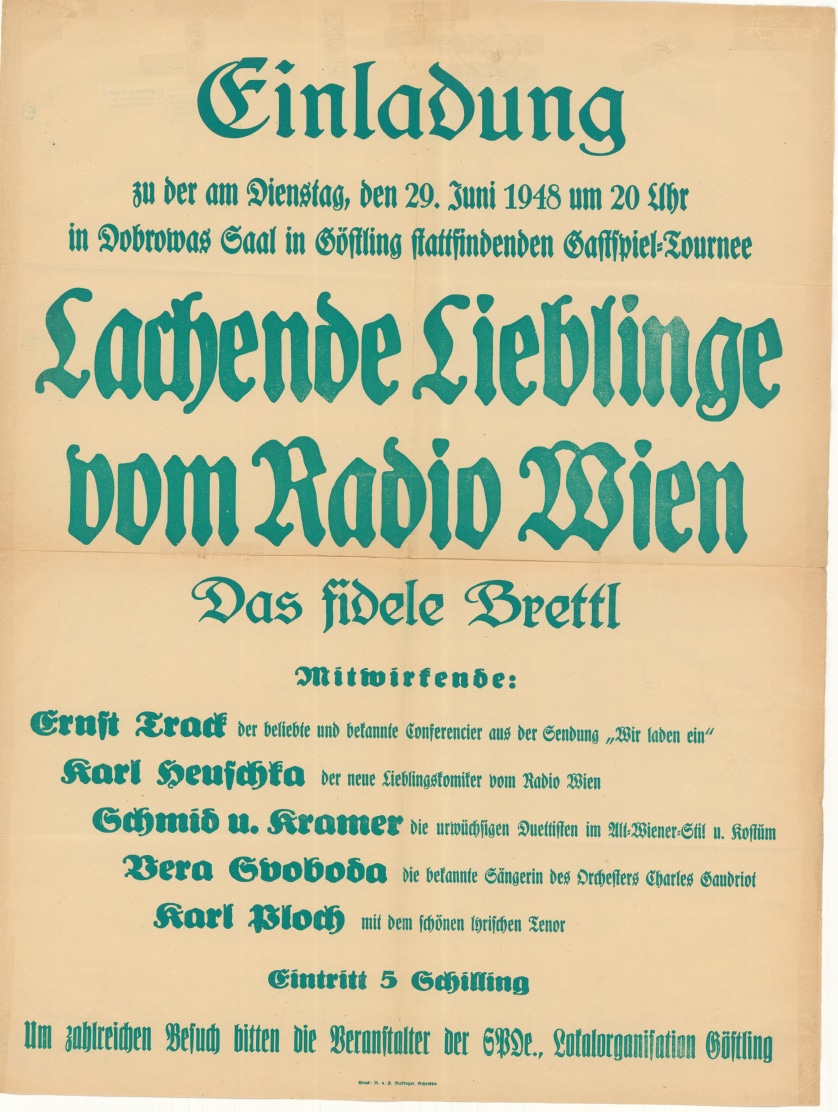 Einladung
zu der am Dienstag, den 29. Juni 1948 um 20 Uhr
in Dobrowas Saal in Göstling stattfindenden Gastspiel-Tournee
Lachende Lieblinge
vom Radio Wien
Das fidele Brettl
Mitwirkende:
Ernst Track der beliebte und bekannte Conferencier aus der Sendung „Wir laden ein“
Karl Heuschka der neue Lieblingskomiker vom Radio Wien
Schmid u. Kramer die urwüchsigen Duettisten im Alt-Wiener-Stil u. Kostüm
Vera Svoboda die bekannte Sängerin des Orchesters Charles Gaudriot
Karl Ploch mit dem schönen lyrischen Tenor
Eintritt 5 Schilling
Um zahlreichen Besuch bitten die Veranstalter der SPOe., Lokalorganisation Göstling
Druck: R. u. F. Radinger, Scheibbs